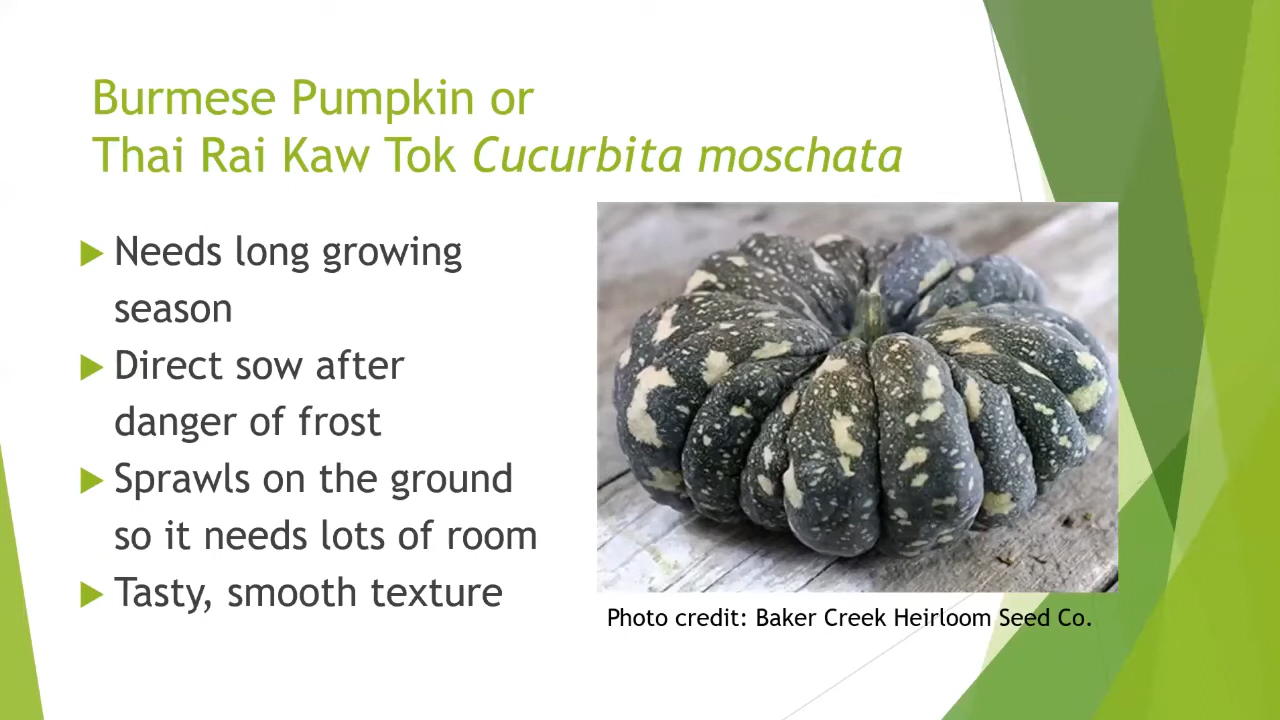 Burmese Pumpkin or
Thai Rai Kaw Tok Cucurbita moschata
Needs long growing
season
Direct sow after
danger of frost
Sprawls on the ground
so it needs lots of room
Tasty, smooth texture
Photo credit: Baker Creek Heirloom Seed Co.